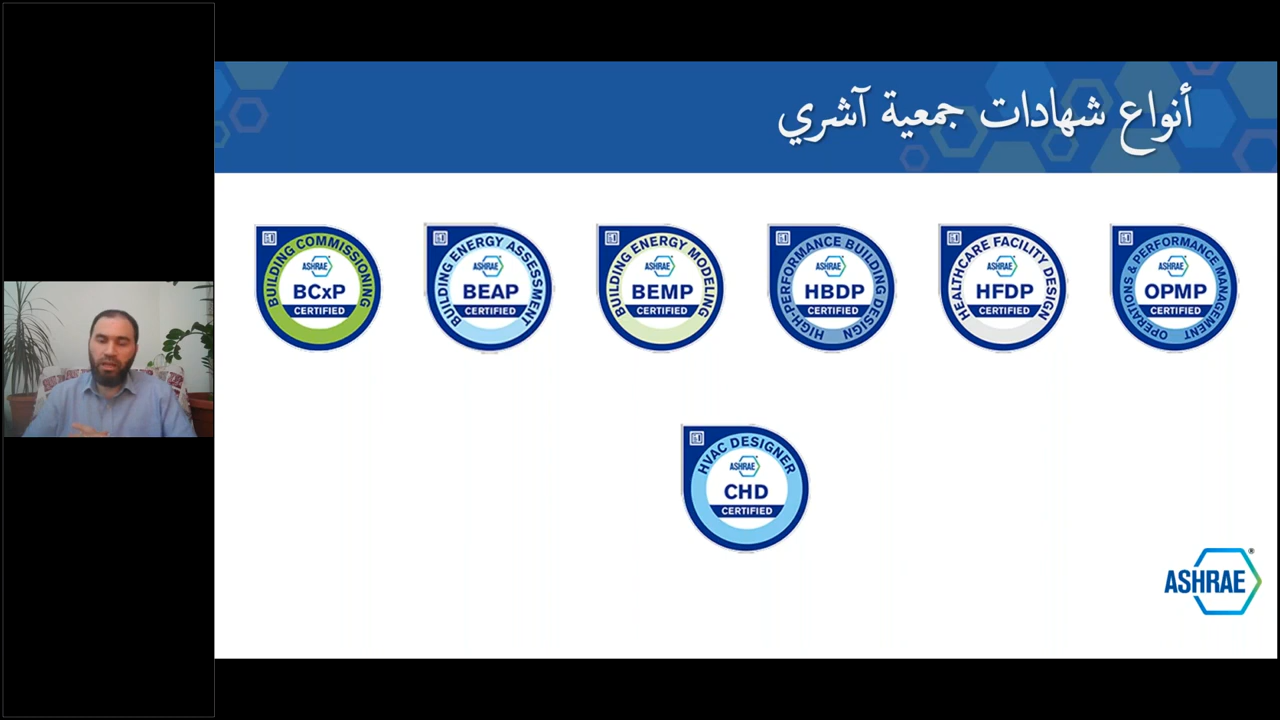 أنواع شهادات جمعية آشري
BUILDING COMMISSIONING
ASHRAE
BCxP
CERTIFIED
BUILDING ENERGY ASSESSMENT
ASHRAE
BEAP
CERTIFIED
BUILDING ENERGY MODELING
ASHRAE
BEMP
CERTIFIED
HIGH-PERFORMANCE BUILDING DESIGN
ASHRAE
HBDP
CERTIFIED
HEALTHCARE FACILITY DESIGN
ASHRAE
HFDP
CERTIFIED
OPERATIONS & PERFORMANCE MANAGEMENT
ASHRAE
OPMP
CERTIFIED
HVAC DESIGNER
ASHRAE
CHD
CERTIFIED
ASHRAE®